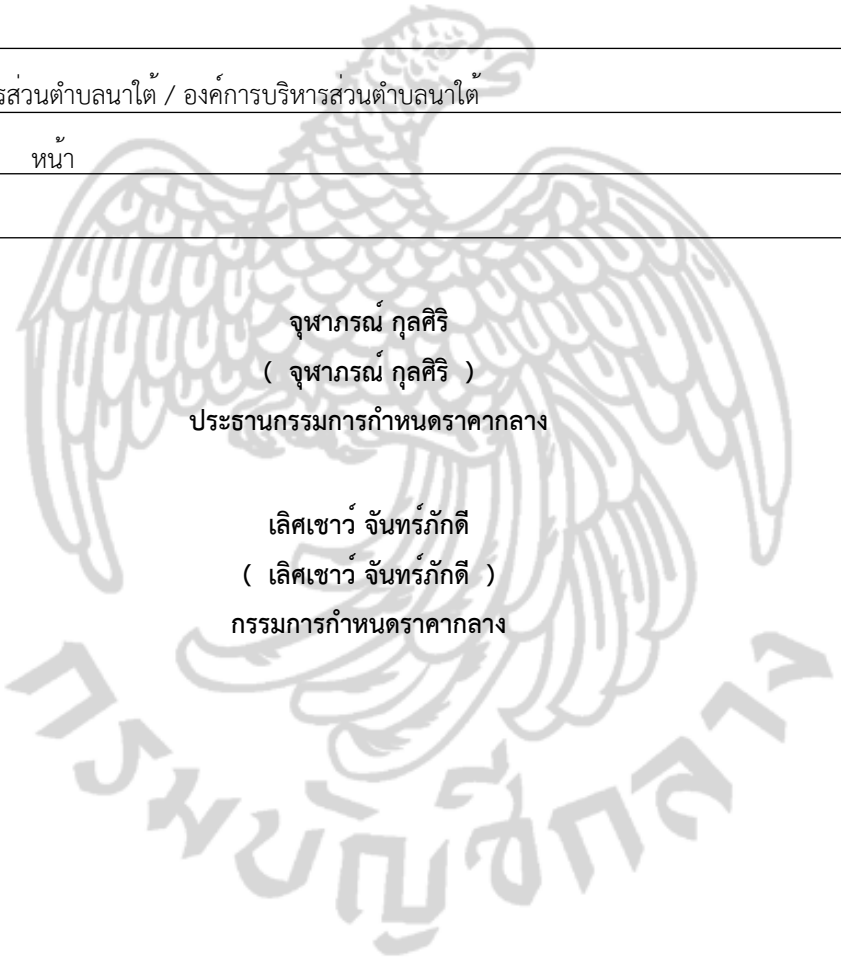 รส่วนตำบลนาใต้ / องค์การบริหารส่วนตำบลนาใต้
หน้า
จุฬาภรณ์ กุลศิริ
( จุฬาภรณ์ กุลศิริ )
ประธานกรรมการกำหนดราคากลาง
เลิศเชาว์ จันทร์ภักดี
( เลิศเชาว์ จันทร์ภักดี )
กรรมการกำหนดราคากลาง
กรมบัญชีกลาง